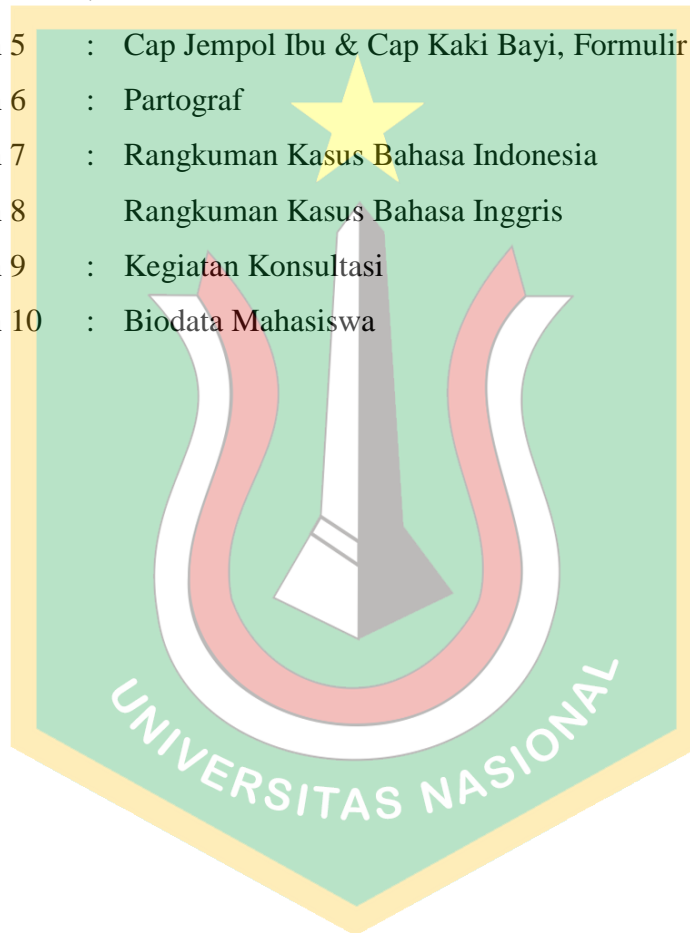 5 : Cap Jempol Ibu & Cap Kaki Bayi, Formulir
6 : Partograf
7 : Rangkuman Kasus Bahasa Indonesia
8 Rangkuman Kasus Bahasa Inggris
9 : Kegiatan Konsultasi
10 : Biodata Mahasiswa
UNIVERSITAS NASIONAL